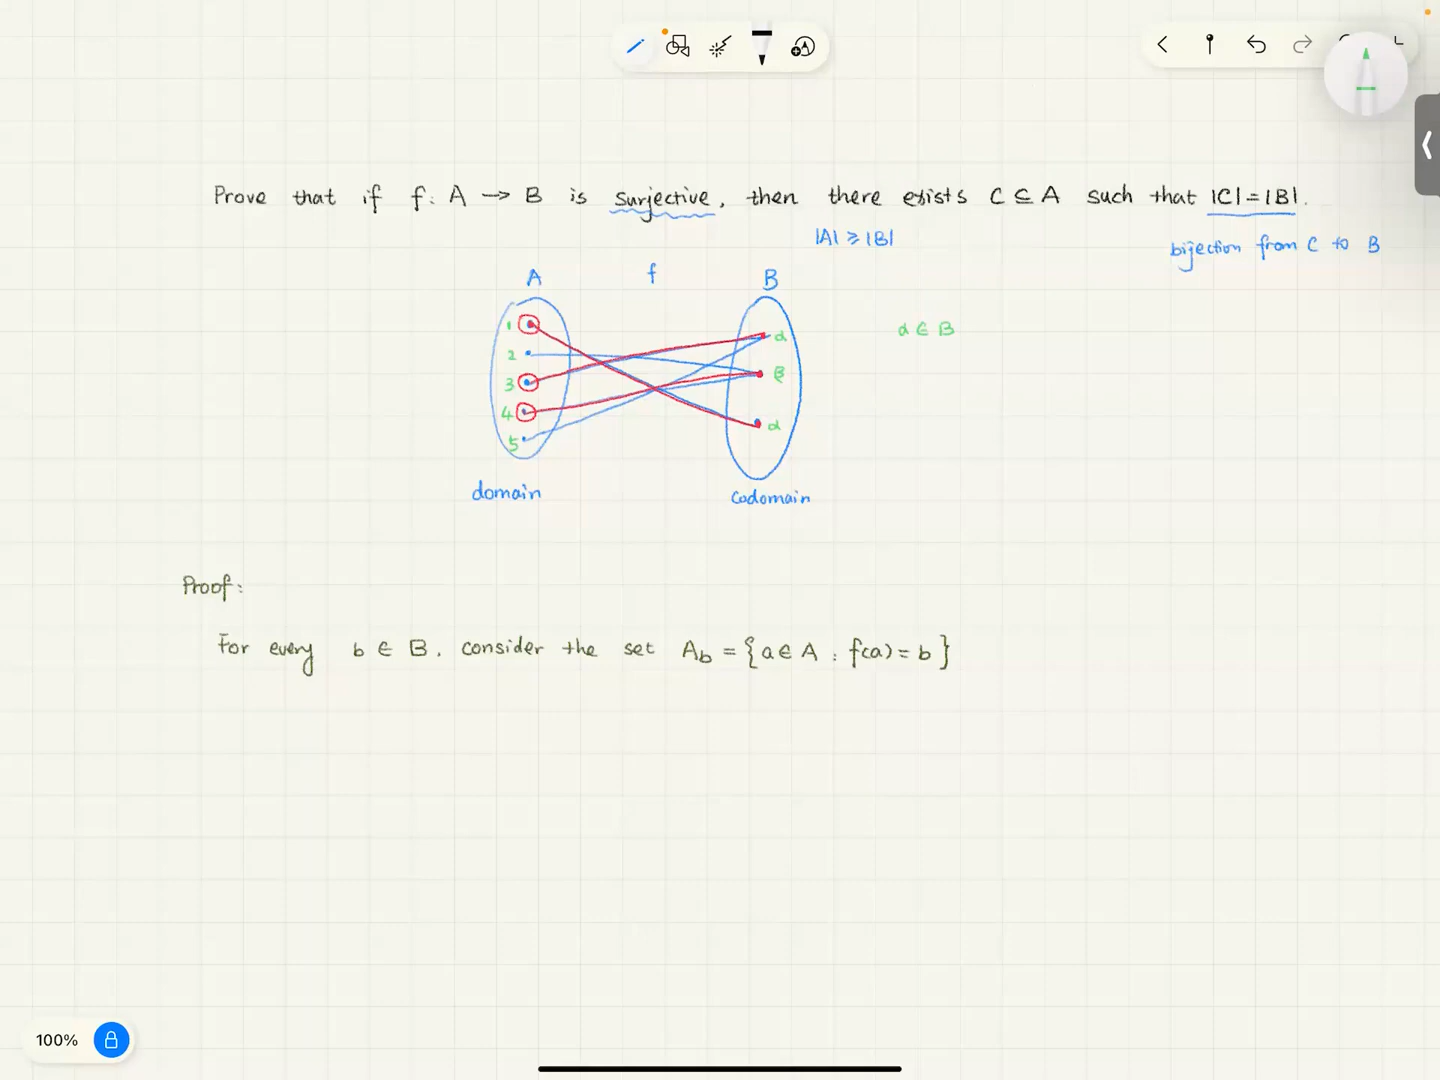 Prove that if f: A → B is surjective, then there exists C ⊆ A such that |C|=|B|.
|A| ≥ |B|
bijection from C to B
A f B
1
2
3
4
5
α
β
α
α ∈ B
domain
Codomain
Proof:
For every b ∈ B, consider the set A_b = {a ∈ A : f(a) = b}
100%